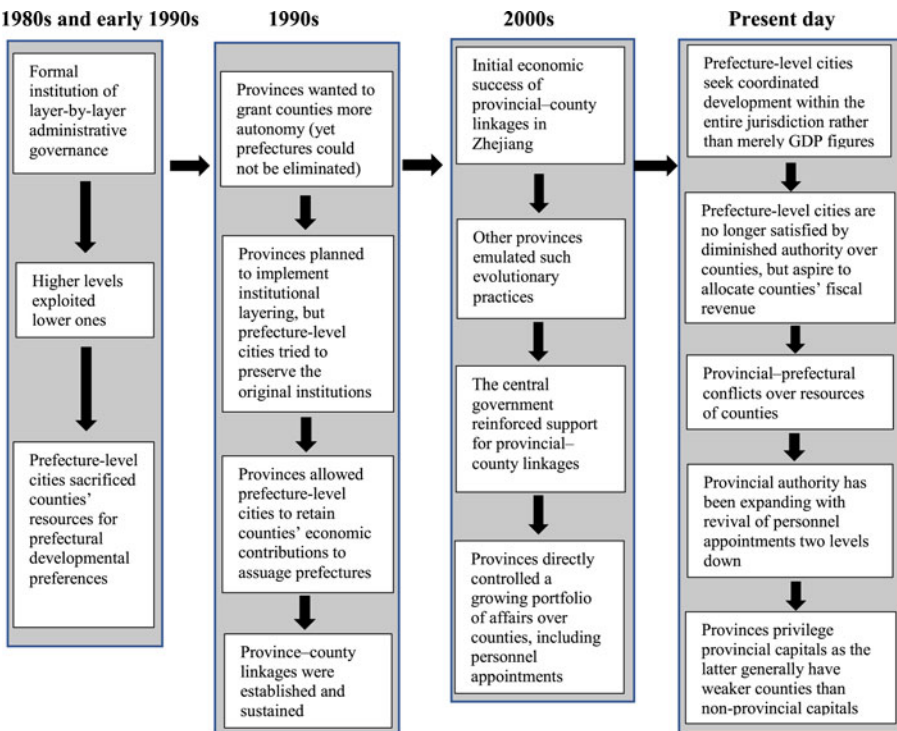 1980s and early 1990s
Formal
institution of
layer-by-layer
administrative
governance
Higher levels
exploited
lower ones
Prefecture-level
cities sacrificed
counties'
resources for
prefectural
developmental
preferences
1990s
Provinces wanted to
grant counties more
autonomy (yet
prefectures could
not be eliminated)
Provinces planned
to implement
institutional
layering, but
prefecture-level
cities tried to
preserve the
original institutions
Provinces allowed
prefecture-level
cities to retain
counties' economic
contributions to
assuage prefectures
Province–county
linkages were
established and
sustained
2000s
Initial economic
success of
provincial–county
linkages in
Zhejiang
Other provinces
emulated such
evolutionary
practices
The central
government
reinforced support
for provincial–
county linkages
Provinces directly
controlled a
growing portfolio
of affairs over
counties, including
personnel
appointments
Present day
Prefecture-level cities
seek coordinated
development within the
entire jurisdiction rather
than merely GDP figures
Prefecture-level cities are
no longer satisfied by
diminished authority over
counties, but aspire to
allocate counties' fiscal
revenue
Provincial–prefectural
conflicts over resources
of counties
Provincial authority has
been expanding with
revival of personnel
appointments two levels
down
Provinces privilege
provincial capitals as the
latter generally have
weaker counties than
non-provincial capitals